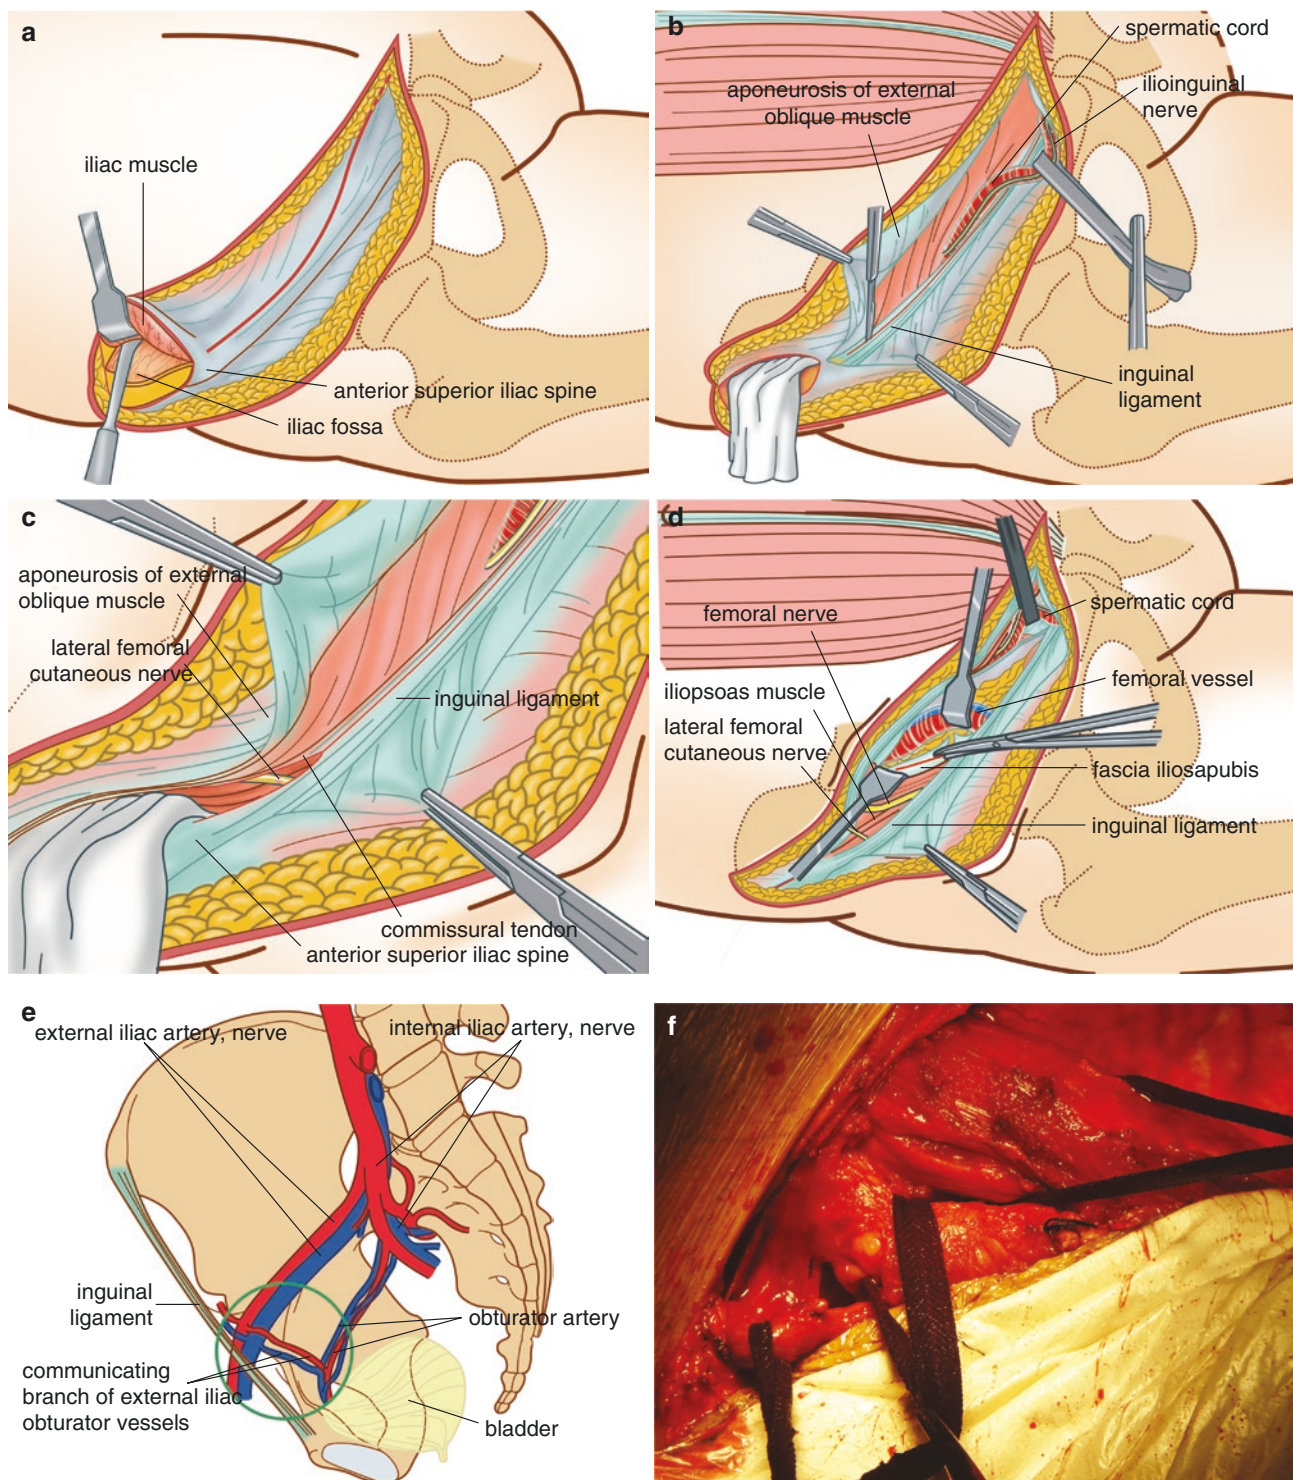 a
iliac muscle
anterior superior iliac spine
iliac fossa
b
spermatic cord
aponeurosis of external
oblique muscle
ilioinguinal
nerve
inguinal
ligament
c
aponeurosis of external
oblique muscle
lateral femoral
cutaneous nerve
inguinal ligament
commissural tendon
anterior superior iliac spine
d
femoral nerve
spermatic cord
iliopsoas muscle
lateral femoral
cutaneous nerve
femoral vessel
fascia iliosapubis
inguinal ligament
e
external iliac artery, nerve
internal iliac artery, nerve
inguinal
ligament
obturator artery
communicating
branch of external iliac
obturator vessels
bladder
f